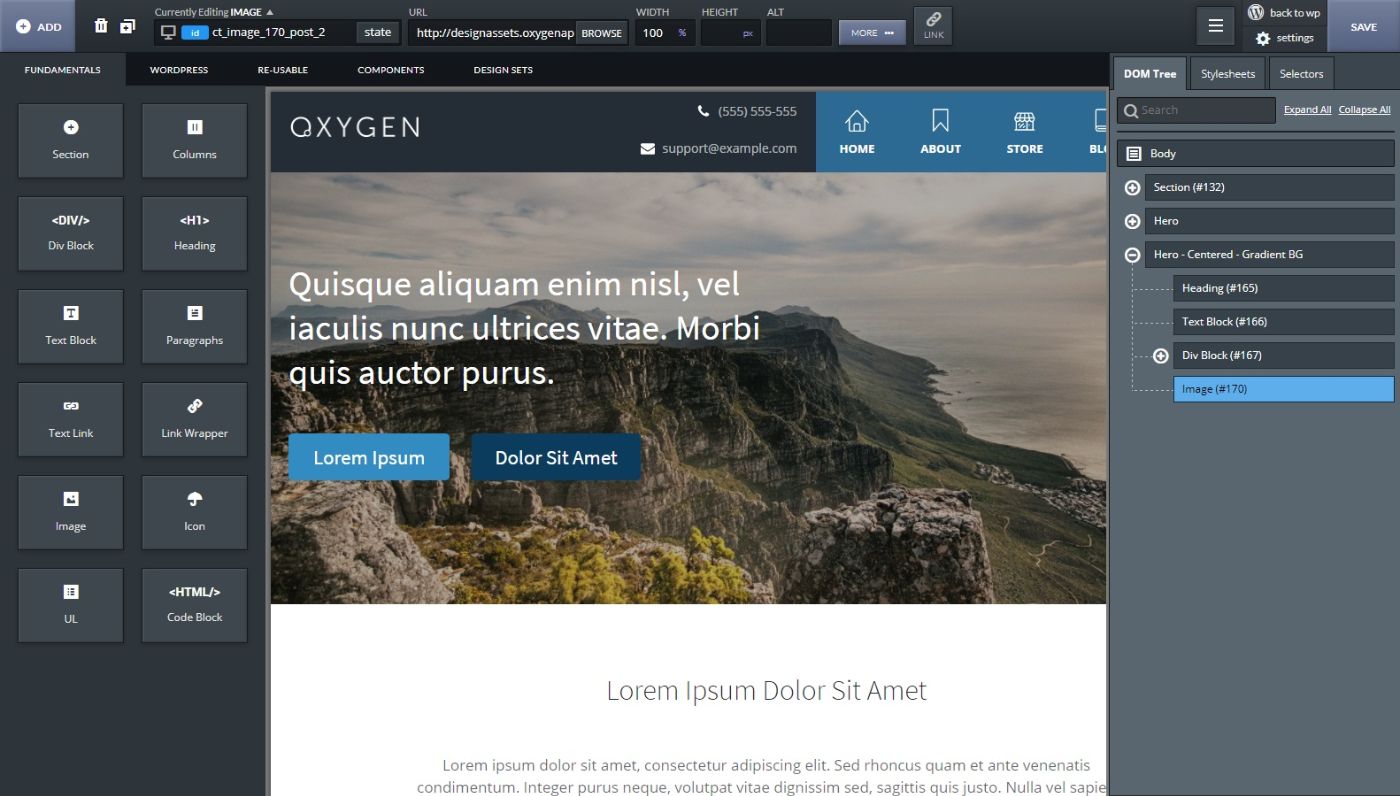 ADD
Currently Editing IMAGE
id ct_image_170_post_2 state
URL
http://designassets.oxygenap BROWSE
WIDTH
100 %
HEIGHT
px
ALT
MORE
LINK
back to wp
settings
SAVE
FUNDAMENTALS WORDPRESS RE-USABLE COMPONENTS DESIGN SETS
Section Columns
<DIV/> <H1>
Div Block Heading
T
Text Block Paragraphs
Text Link Link Wrapper
Image Icon
<HTML/>
UL Code Block
OXYGEN
(555) 555-555
support@example.com
HOME ABOUT STORE BLO
Quisque aliquam enim nisl, vel
iaculis nunc ultrices vitae. Morbi
quis auctor purus.
Lorem Ipsum Dolor Sit Amet
Lorem Ipsum Dolor Sit Amet
Lorem ipsum dolor sit amet, consectetur adipiscing elit. Sed rhoncus quam et ante venenatis
condimentum. Integer purus neque, volutpat vitae dignissim sed, sagittis quis justo. Nulla vel sapie
DOM Tree Stylesheets Selectors
Search Expand All Collapse All
Body
Section (#132)
Hero
Hero - Centered - Gradient BG
Heading (#165)
Text Block (#166)
Div Block (#167)
Image (#170)